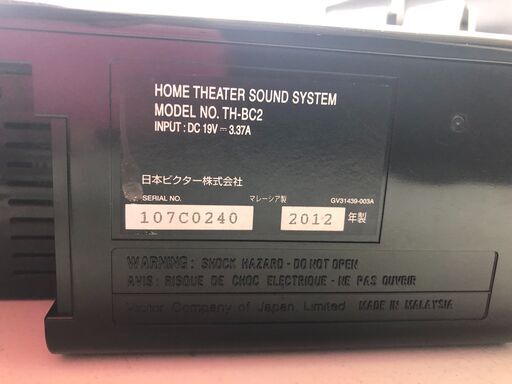 HOME THEATER SOUND SYSTEM
MODEL NO. TH-BC2
INPUT : DC 19V ⎓ 3.37A
日本ビクター株式会社
SERIAL NO. マレーシア製 GV31439-003A
107C0240 2012 年製
WARNING : SHOCK HAZARD - DO NOT OPEN
AVIS : RISQUE DE CHOC ELECTRIQUE - NE PAS OUVRIR
Victor Company of Japan, Limited MADE IN MALAYSIA